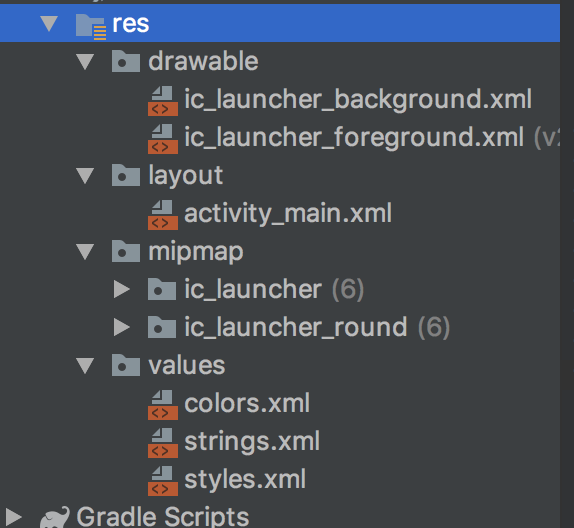 res
drawable
ic_launcher_background.xml
ic_launcher_foreground.xml (v2
layout
activity_main.xml
mipmap
ic_launcher (6)
ic_launcher_round (6)
values
colors.xml
strings.xml
styles.xml
Gradle Scripts